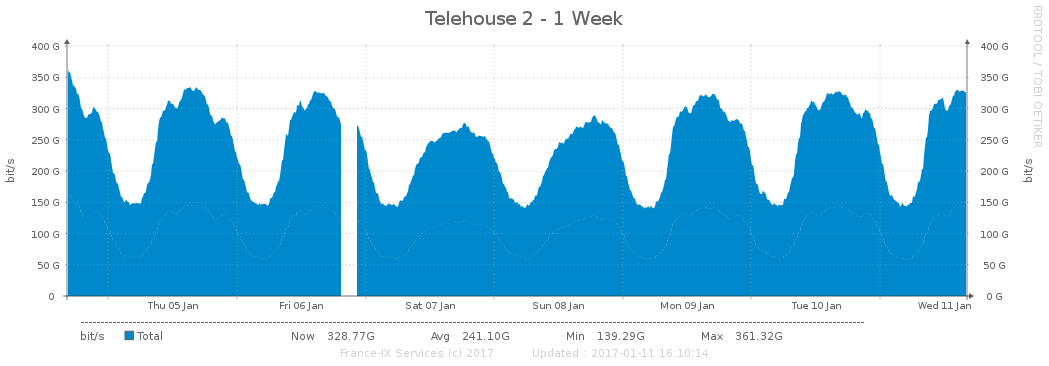 Telehouse 2 - 1 Week
RRDTOOL / TOBI OETIKER
400 G 400 G
350 G 350 G
300 G 300 G
250 G 250 G
200 G 200 G
150 G 150 G
100 G 100 G
50 G 50 G
0 0 G
bit/s bit/s
Thu 05 Jan Fri 06 Jan Sat 07 Jan Sun 08 Jan Mon 09 Jan Tue 10 Jan Wed 11 Jan
bit/s Total Now 328.77G Avg 241.10G Min 139.29G Max 361.32G
France-IX Services (c) 2017 Updated : 2017-01-11 16:10:14